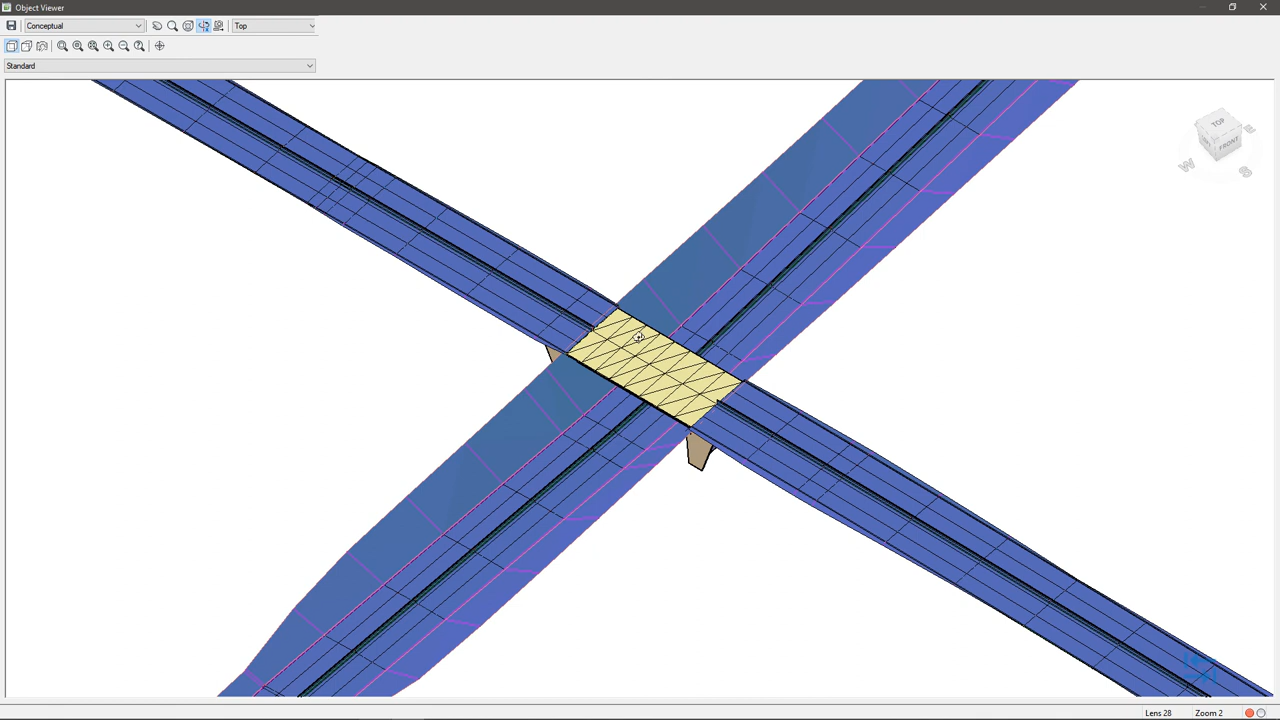 Object Viewer
Conceptual
Top
Standard
TOP
FRONT
E
W
S
Lens 28
Zoom 2